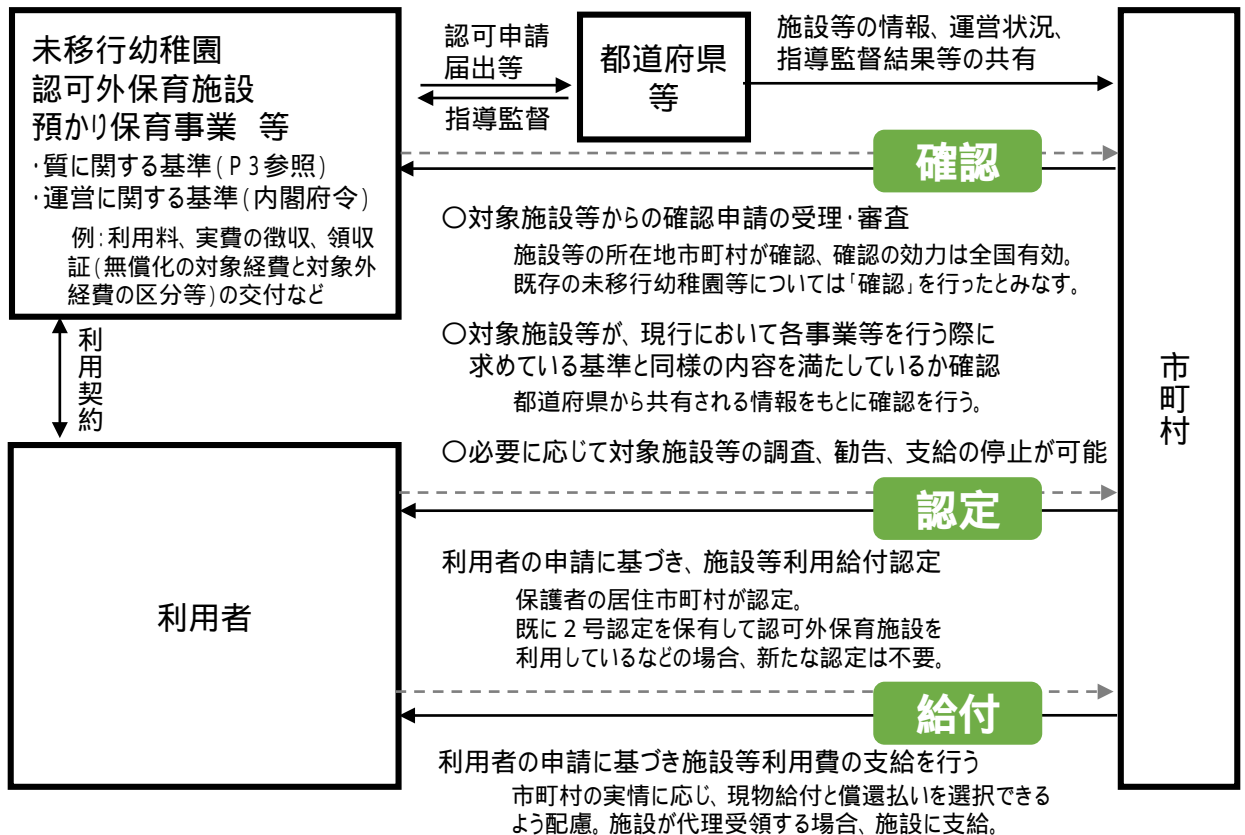 未移行幼稚園
認可外保育施設
預かり保育事業 等
・質に関する基準(P3参照)
・運営に関する基準(内閣府令)
例:利用料、実費の徴収、領収
証(無償化の対象経費と対象外
経費の区分等)の交付など
認可申請
届出等
指導監督
都道府県
等
施設等の情報、運営状況、
指導監督結果等の共有
確認
〇対象施設等からの確認申請の受理・審査
施設等の所在地市町村が確認、確認の効力は全国有効。
既存の未移行幼稚園等については「確認」を行ったとみなす。
〇対象施設等が、現行において各事業等を行う際に
求めている基準と同様の内容を満たしているか確認
都道府県から共有される情報をもとに確認を行う。
〇必要に応じて対象施設等の調査、勧告、支給の停止が可能
利用契約
市町村
認定
利用者の申請に基づき、施設等利用給付認定
保護者の居住市町村が認定。
既に2号認定を保有して認可外保育施設を
利用しているなどの場合、新たな認定は不要。
利用者
給付
利用者の申請に基づき施設等利用費の支給を行う
市町村の実情に応じ、現物給付と償還払いを選択できる
よう配慮。施設が代理受領する場合、施設に支給。